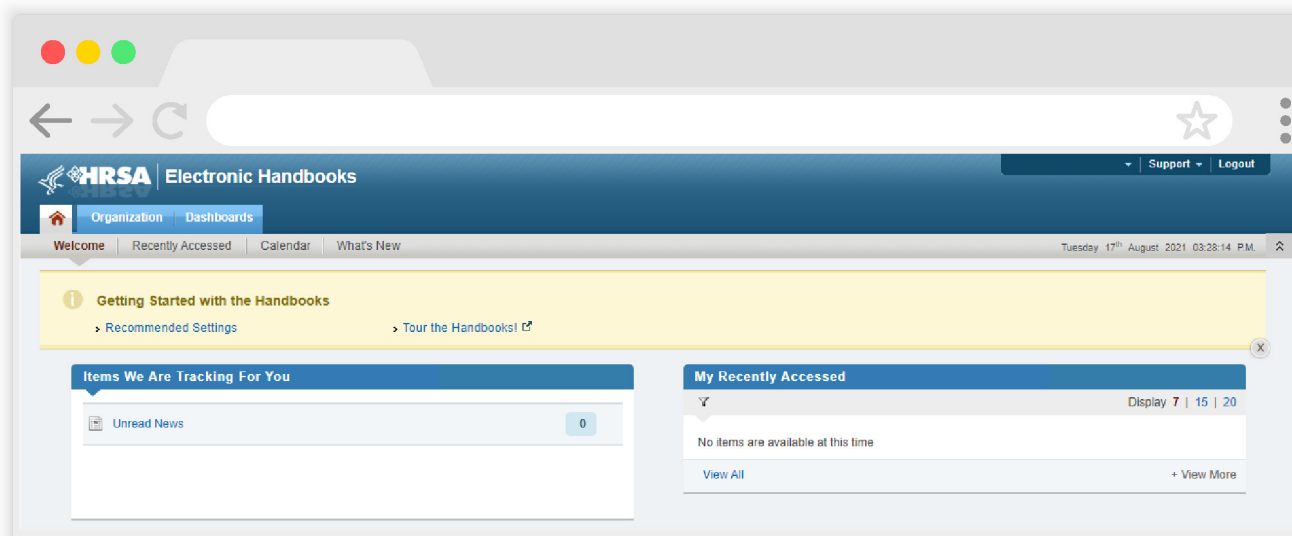 HRSA Electronic Handbooks
Support Logout
Organization Dashboards
Welcome Recently Accessed Calendar What's New
Tuesday 17th August 2021 03:28:14 P.M.
Getting Started with the Handbooks
Recommended Settings Tour the Handbooks!
X
Items We Are Tracking For You
Unread News 0
My Recently Accessed
Display 7 | 15 | 20
No items are available at this time
View All + View More